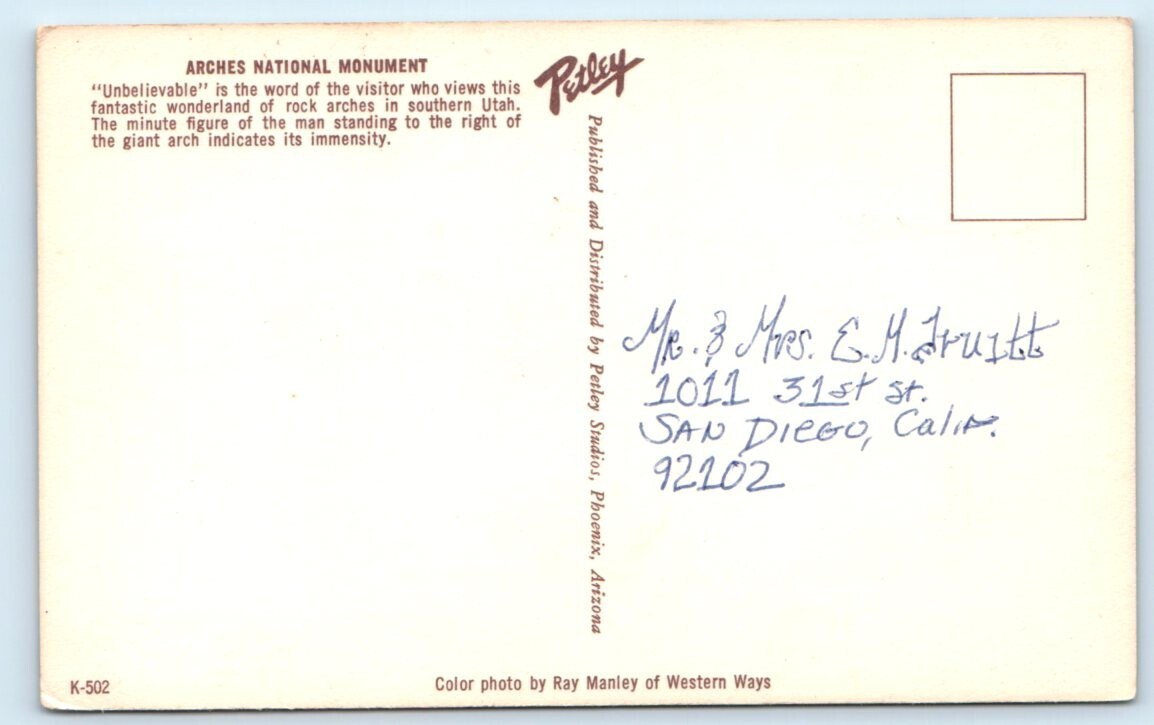 ARCHES NATIONAL MONUMENT
"Unbelievable" is the word of the visitor who views this
fantastic wonderland of rock arches in southern Utah.
The minute figure of the man standing to the right of
the giant arch indicates its immensity.
Petley
Published and Distributed by Petley Studios, Phoenix, Arizona
Mr. & Mrs. E. M. Truitt
1011 31st st.
SAN DIEGO, Calif.
92102
K-502
Color photo by Ray Manley of Western Ways